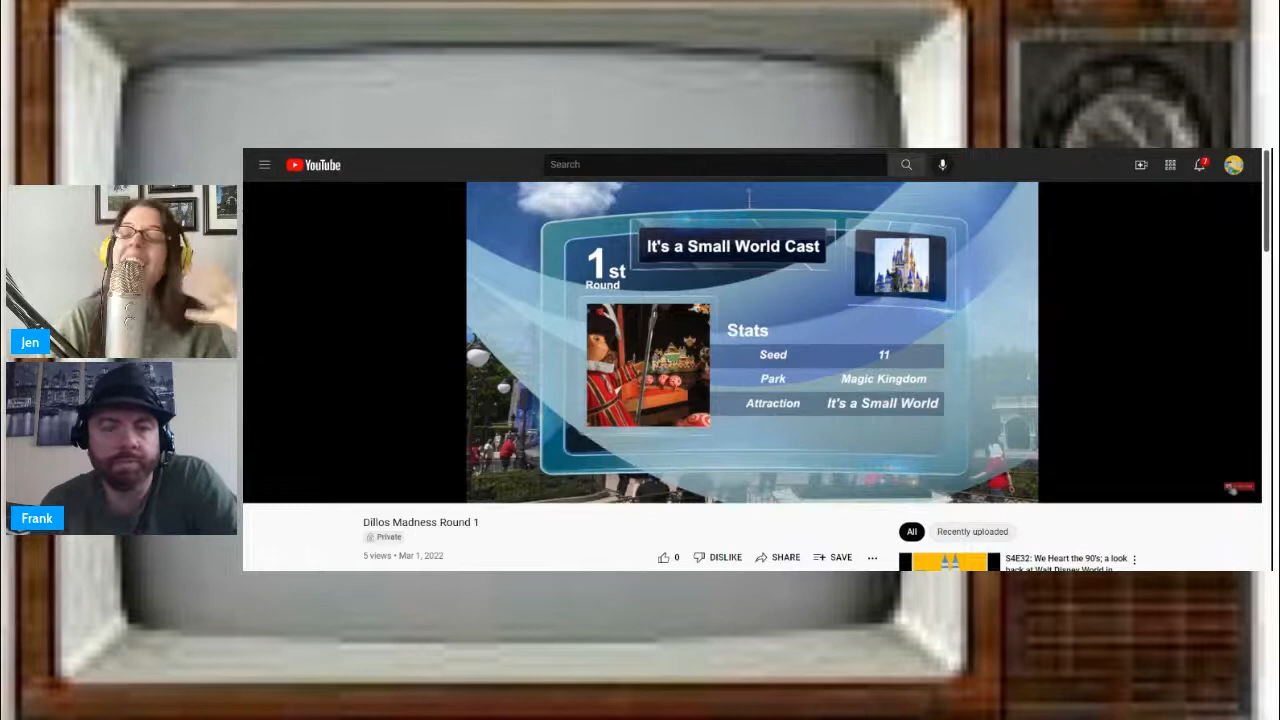 YouTube
Search
7
It's a Small World Cast
1st
Round
Stats
Seed 11
Park Magic Kingdom
Attraction It's a Small World
Jen
Frank
Dillos Madness Round 1
Private
5 views • Mar 1, 2022
0 DISLIKE SHARE SAVE ...
All Recently uploaded
S4E32: We Heart the 90's; a look
back at Walt Disney World in